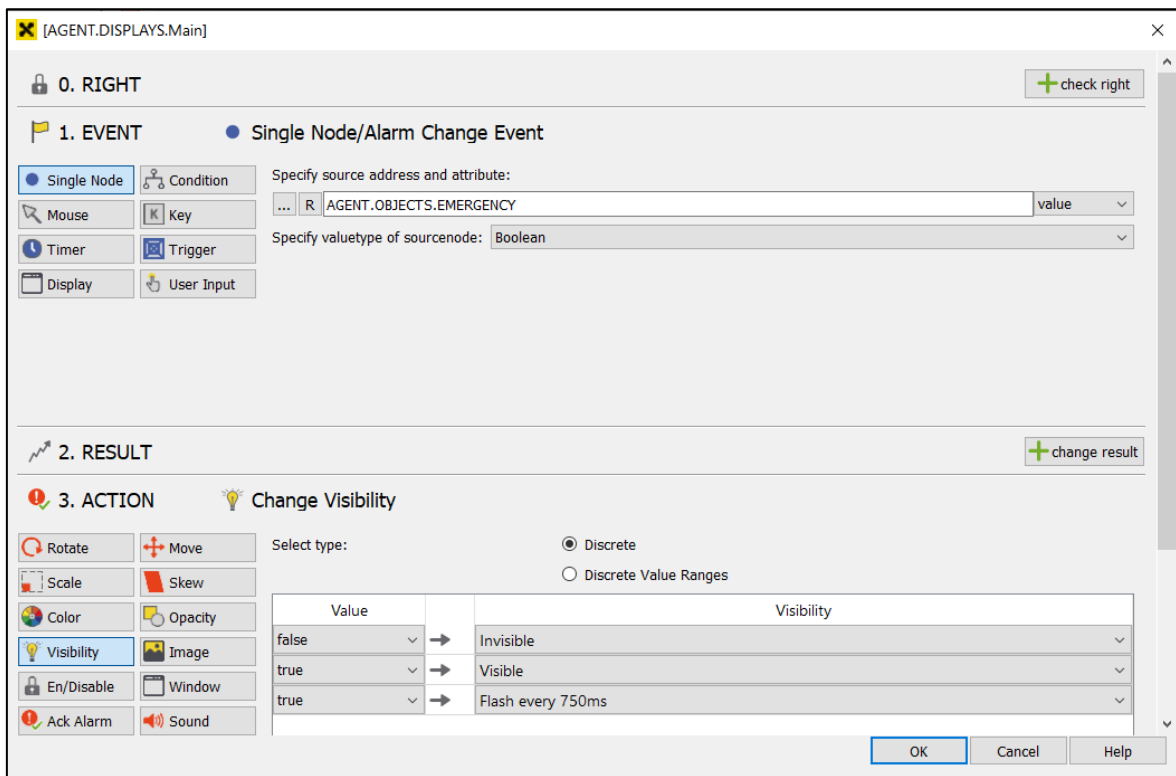 [AGENT.DISPLAYS.Main]
0. RIGHT
check right
1. EVENT
Single Node/Alarm Change Event
Single Node
Condition
Specify source address and attribute:
Mouse
K Key
... R AGENT.OBJECTS.EMERGENCY value
Timer
Trigger
Specify valuetype of sourcenode: Boolean
Display
User Input
2. RESULT
change result
3. ACTION
Change Visibility
Rotate
Move
Select type:
Discrete
Scale
Skew
Discrete Value Ranges
Color
Opacity
Value
Visibility
Visibility
Image
false
Invisible
En/Disable
Window
true
Visible
Ack Alarm
Sound
true
Flash every 750ms
OK
Cancel
Help